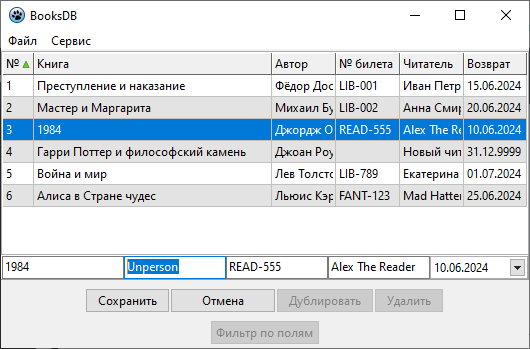 BooksDB
Файл Сервис
№ Книга Автор № билета Читатель Возврат
1 Преступление и наказание Фёдор Дос LIB-001 Иван Петр 15.06.2024
2 Мастер и Маргарита Михаил Бу LIB-002 Анна Смир 20.06.2024
3 1984 Джордж О READ-555 Alex The Re 10.06.2024
4 Гарри Поттер и философский камень Джоан Роу Новый чит 31.12.9999
5 Война и мир Лев Толсто LIB-789 Екатерина 01.07.2024
6 Алиса в Стране чудес Льюис Кэр FANT-123 Mad Hatte 25.06.2024
1984 Unperson READ-555 Alex The Reader 10.06.2024
Сохранить Отмена Дублировать Удалить
Фильтр по полям